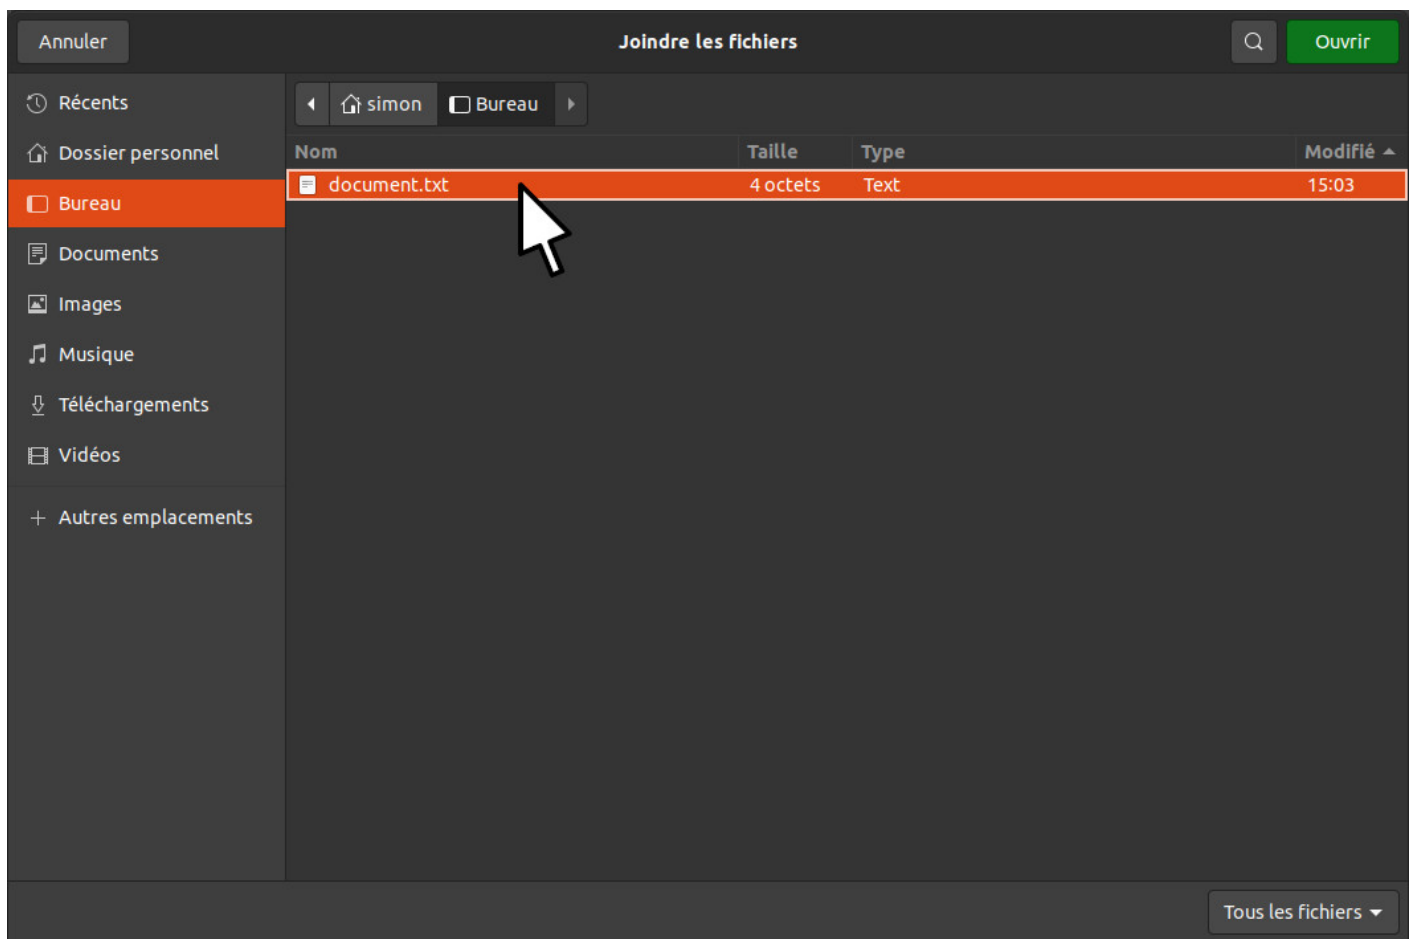 Annuler Joindre les fichiers Ouvrir
Récents
simon Bureau
Dossier personnel
Nom Taille Type Modifié
document.txt 4 octets Text 15:03
Bureau
Documents
Images
Musique
Téléchargements
Vidéos
Autres emplacements
Tous les fichiers